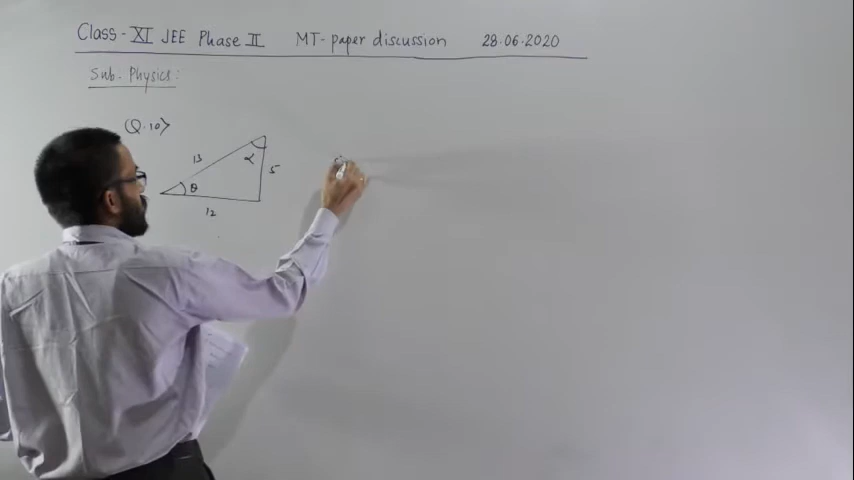 Class - XI JEE Phase II MT- paper discussion 28.06.2020
Sub. Physics:
Q.10>
13
α
5
θ
12